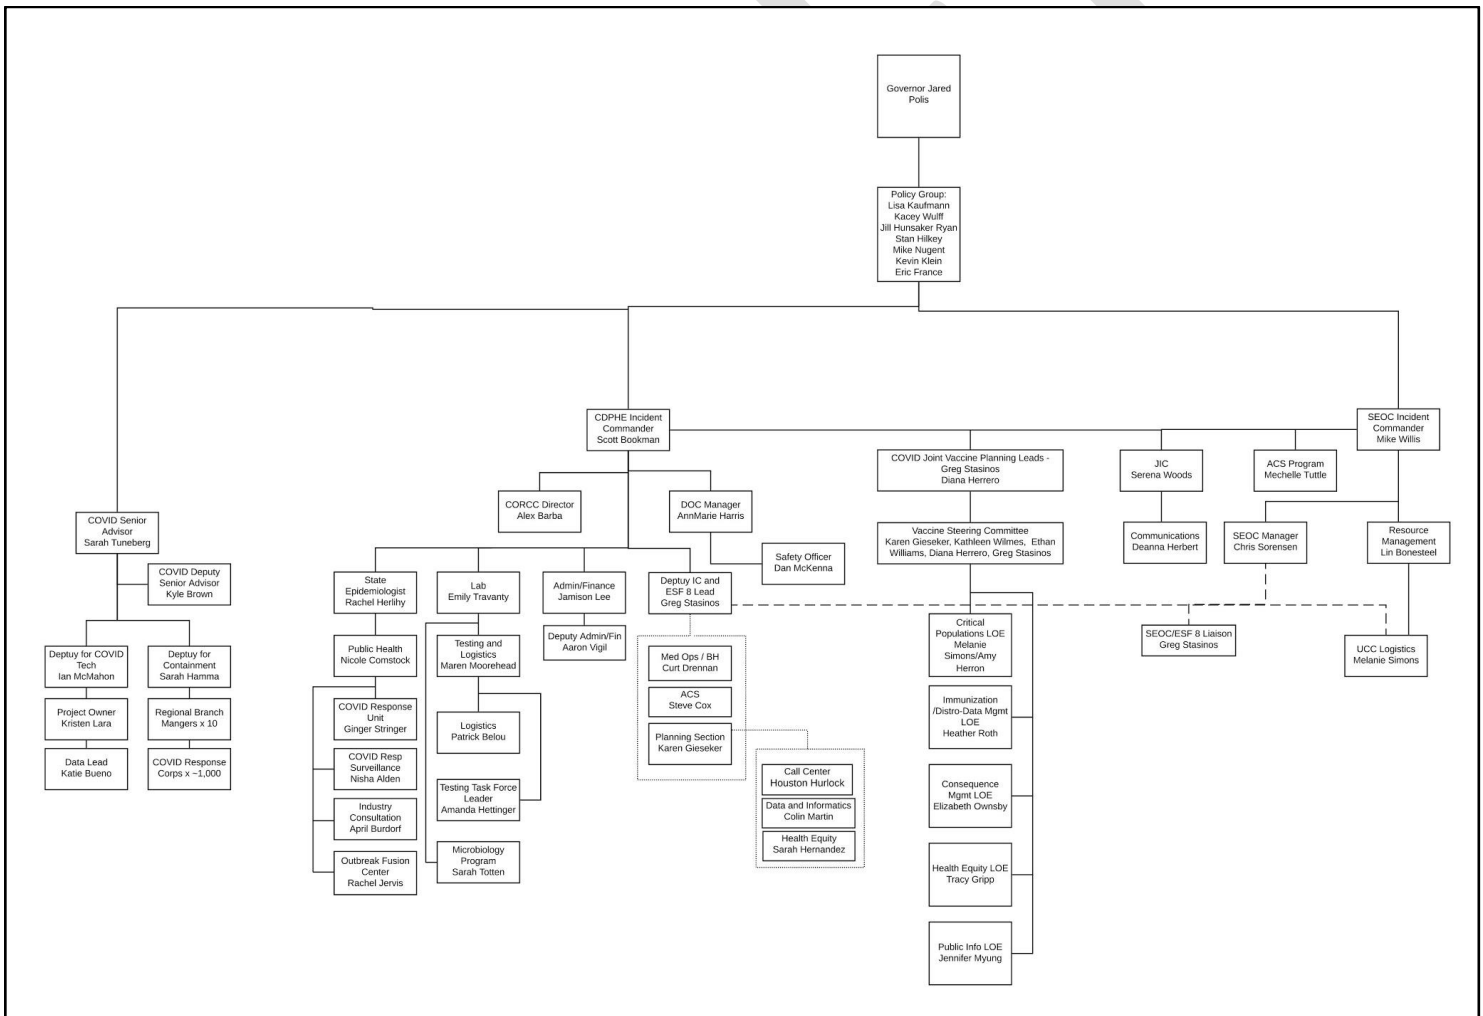 Governor Jared
Polis
Policy Group:
Lisa Kaufmann
Kacey Wulff
Jill Hunsaker Ryan
Stan Hilkey
Mike Nugent
Kevin Klein
Eric France
CDPHE Incident
Commander
Scott Bookman
SEOC Incident
Commander
Mike Willis
COVID Joint Vaccine Planning Leads -
Greg Stasinos
Diana Herrero
JIC
Serena Woods
ACS Program
Mechelle Tuttle
CORCC Director
Alex Barba
DOC Manager
AnnMarie Harris
COVID Senior
Advisor
Sarah Tuneberg
Vaccine Steering Committee
Karen Gieseker, Kathleen Wilmes, Ethan
Williams, Diana Herrero, Greg Stasinos
Communications
Deanna Herbert
SEOC Manager
Chris Sorensen
Resource
Management
Lin Bonesteel
Safety Officer
Dan McKenna
COVID Deputy
Senior Advisor
Kyle Brown
State
Epidemiologist
Rachel Herlihy
Lab
Emily Travanty
Admin/Finance
Jamison Lee
Deptuy IC and
ESF 8 Lead
Greg Stasinos
Deptuy for COVID
Tech
Ian McMahon
Deptuy for
Containment
Sarah Hamma
Public Health
Nicole Comstock
Testing and
Logistics
Maren Moorehead
Deputy Admin/Fin
Aaron Vigil
Med Ops / BH
Curt Drennan
Critical
Populations LOE
Melanie
Simons/Amy
Herron
SEOC/ESF 8 Liaison
Greg Stasinos
UCC Logistics
Melanie Simons
Project Owner
Kristen Lara
Regional Branch
Mangers x 10
COVID Response
Unit
Ginger Stringer
Logistics
Patrick Belou
ACS
Steve Cox
Planning Section
Karen Gieseker
Immunization
/Distro-Data Mgmt
LOE
Heather Roth
Data Lead
Katie Bueno
COVID Response
Corps x ~1,000
COVID Resp
Surveillance
Nisha Alden
Testing Task Force
Leader
Amanda Hettinger
Call Center
Houston Hurlock
Data and Informatics
Colin Martin
Health Equity
Sarah Hernandez
Consequence
Mgmt LOE
Elizabeth Ownsby
Industry
Consultation
April Burdorf
Outbreak Fusion
Center
Rachel Jervis
Microbiology
Program
Sarah Totten
Health Equity LOE
Tracy Gripp
Public Info LOE
Jennifer Myung